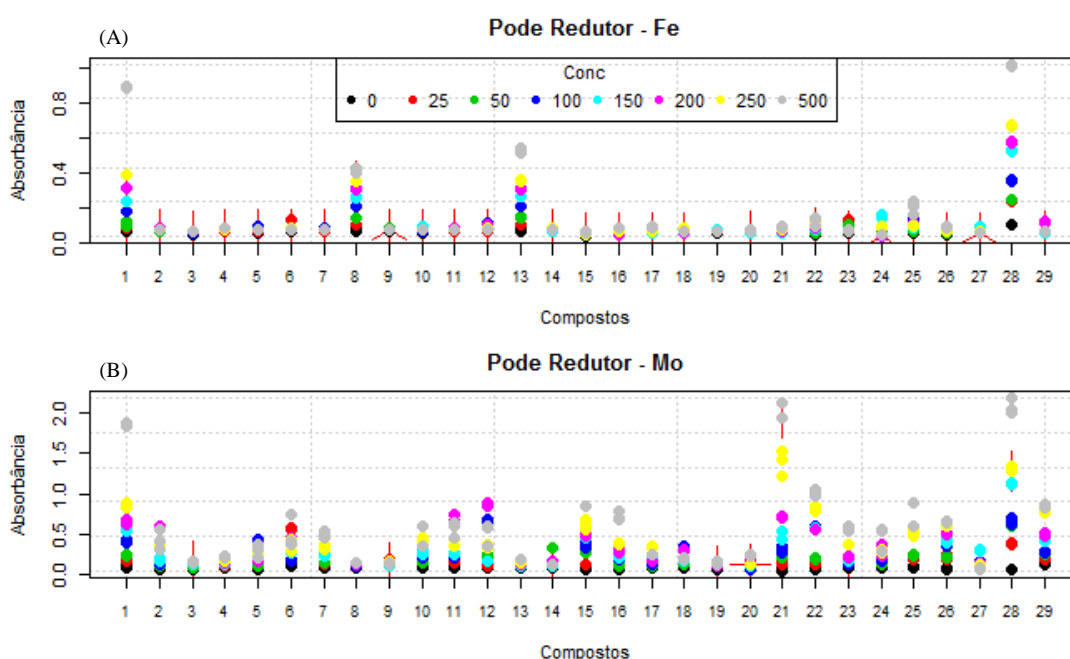 (A)
Pode Redutor - Fe
Absorbância
0.0 0.4 0.8
Conc
0 25 50 100 150 200 250 500
1 2 3 4 5 6 7 8 9 10 11 12 13 14 15 16 17 18 19 20 21 22 23 24 25 26 27 28 29
Compostos
(B)
Pode Redutor - Mo
Absorbância
0.0 0.5 1.0 1.5 2.0
1 2 3 4 5 6 7 8 9 10 11 12 13 14 15 16 17 18 19 20 21 22 23 24 25 26 27 28 29
Compostos